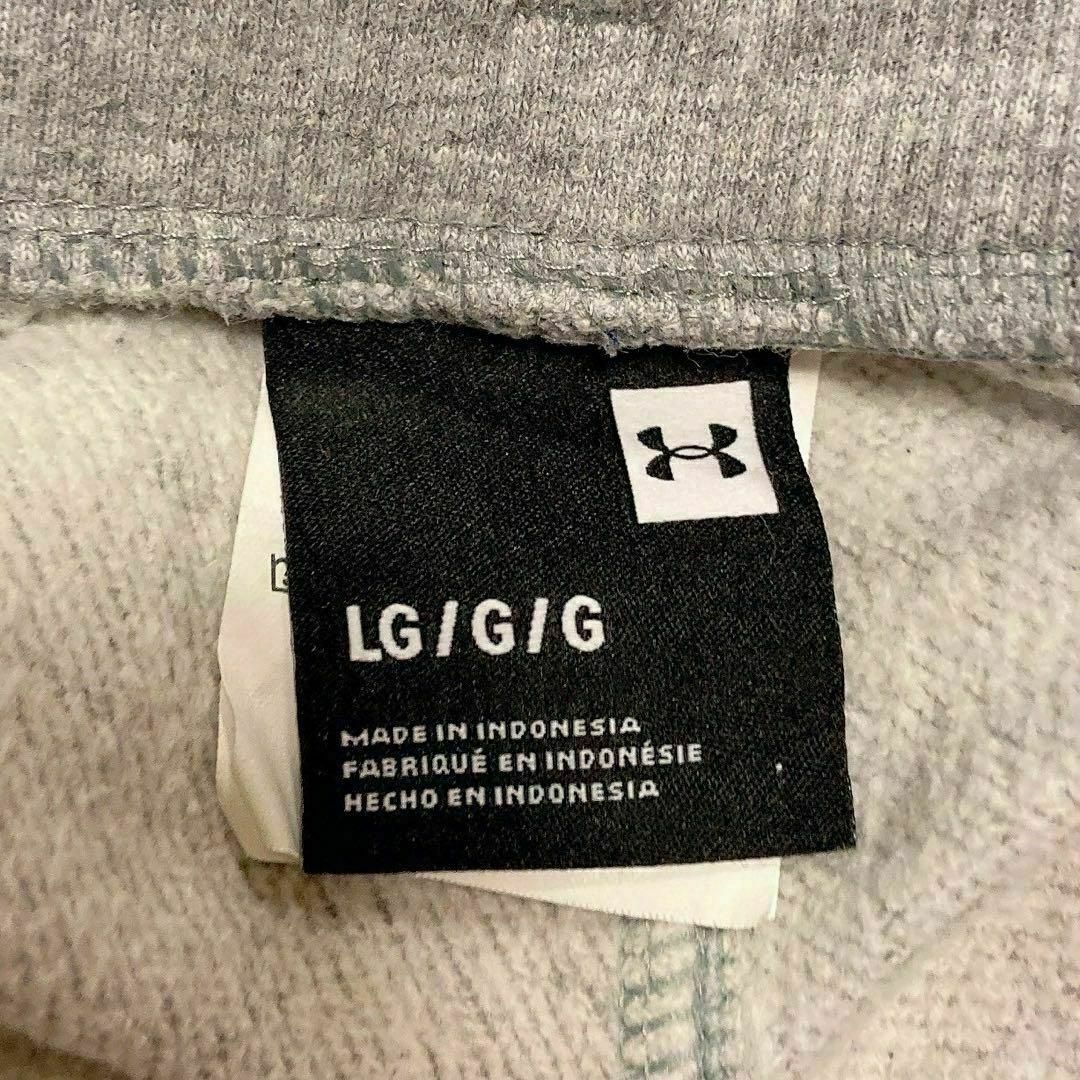 LG/G/G
MADE IN INDONESIA
FABRIQUÉ EN INDONÉSIE
HECHO EN INDONESIA